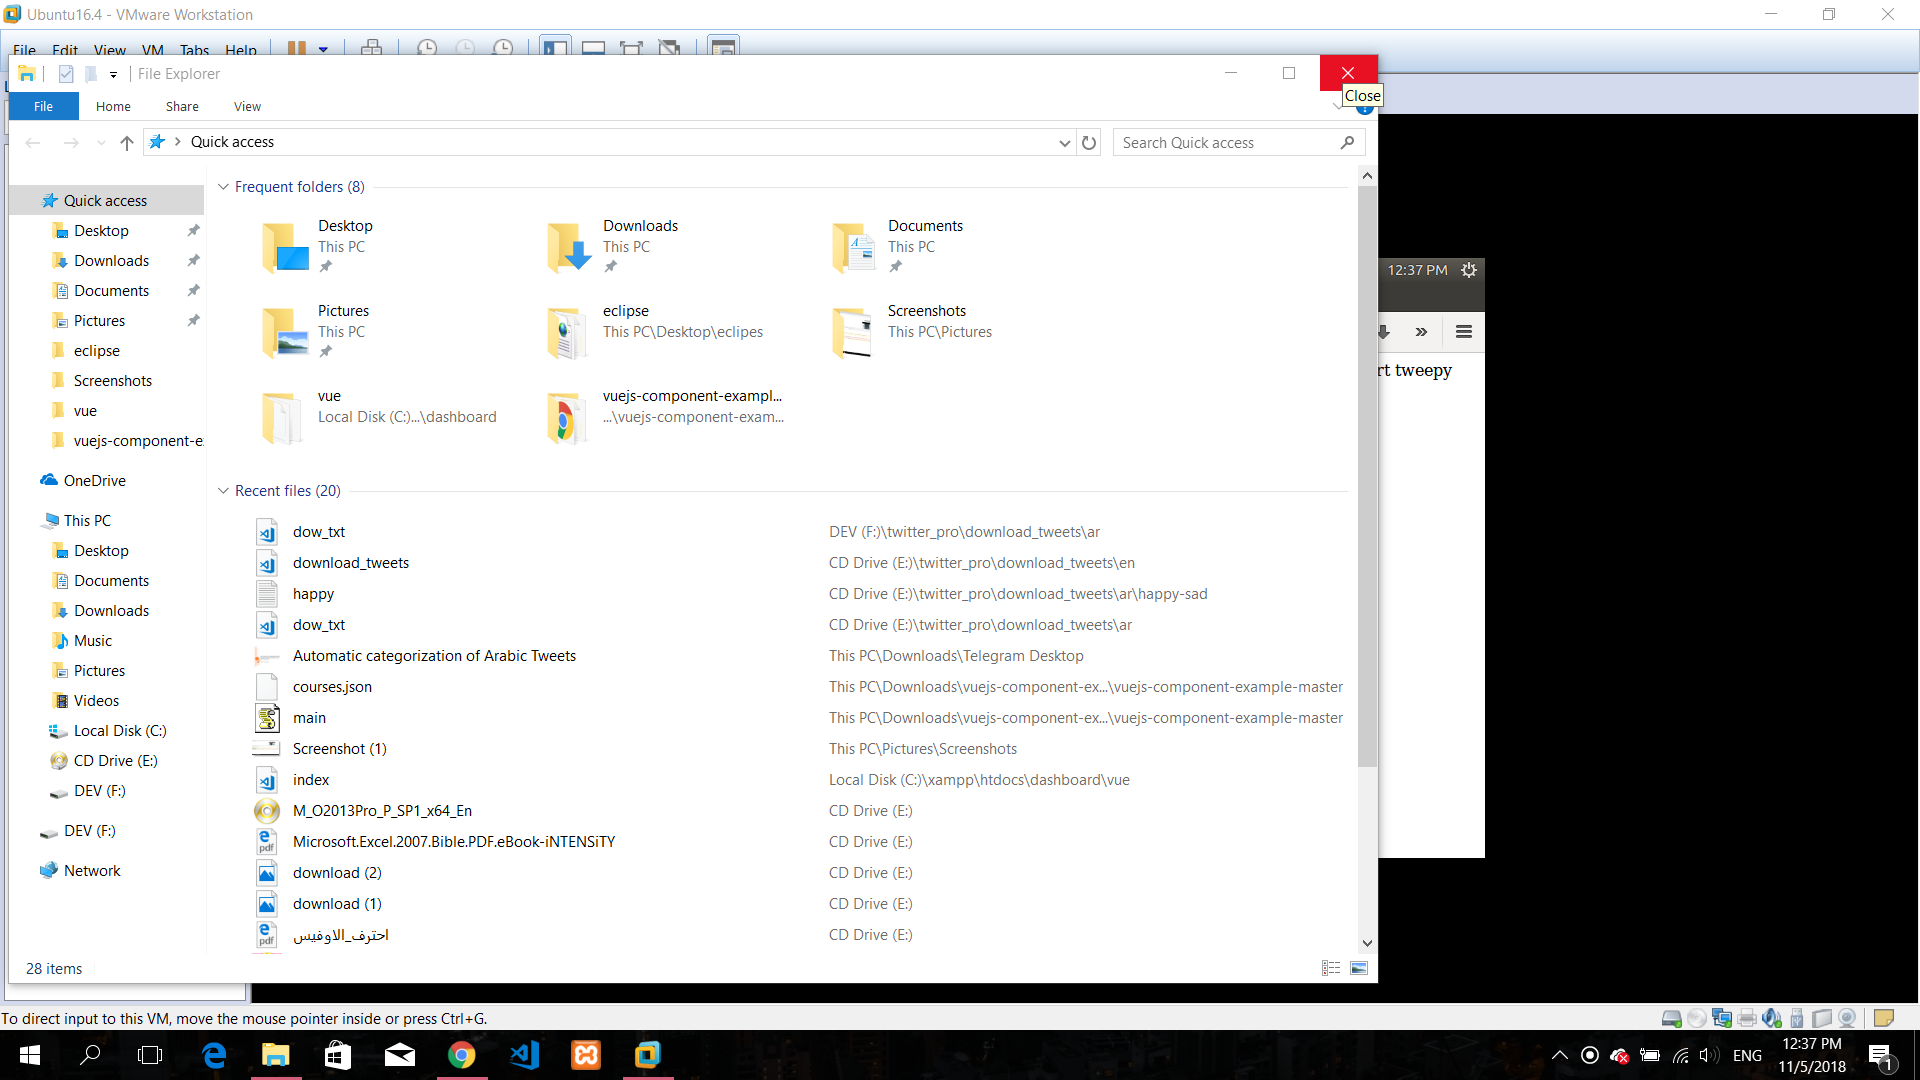 Ubuntu16.4 - VMware Workstation
File Edit View VM Tabs Help
File Explorer
Close
File Home Share View
Quick access
Search Quick access
Quick access
Desktop
Downloads
Documents
Pictures
eclipse
Screenshots
vue
vuejs-component-e
OneDrive
This PC
Desktop
Documents
Downloads
Music
Pictures
Videos
Local Disk (C:)
CD Drive (E:)
DEV (F:)
DEV (F:)
Network
Frequent folders (8)
Desktop
This PC
Downloads
This PC
Documents
This PC
Pictures
This PC
eclipse
This PC\Desktop\eclipes
Screenshots
This PC\Pictures
vue
Local Disk (C:)...\dashboard
vuejs-component-exampl...
...\vuejs-component-exam...
Recent files (20)
dow_txt DEV (F:)\twitter_pro\download_tweets\ar
download_tweets CD Drive (E:)\twitter_pro\download_tweets\en
happy CD Drive (E:)\twitter_pro\download_tweets\ar\happy-sad
dow_txt CD Drive (E:)\twitter_pro\download_tweets\ar
Automatic categorization of Arabic Tweets This PC\Downloads\Telegram Desktop
courses.json This PC\Downloads\vuejs-component-ex...\vuejs-component-example-master
main This PC\Downloads\vuejs-component-ex...\vuejs-component-example-master
Screenshot (1) This PC\Pictures\Screenshots
index Local Disk (C:)\xampp\htdocs\dashboard\vue
M_O2013Pro_P_SP1_x64_En CD Drive (E:)
Microsoft.Excel.2007.Bible.PDF.eBook-iNTENSiTY CD Drive (E:)
download (2) CD Drive (E:)
download (1) CD Drive (E:)
احترف_الاوفيس CD Drive (E:)
28 items
12:37 PM
rt tweepy
To direct input to this VM, move the mouse pointer inside or press Ctrl+G.
ENG
12:37 PM
11/5/2018
1